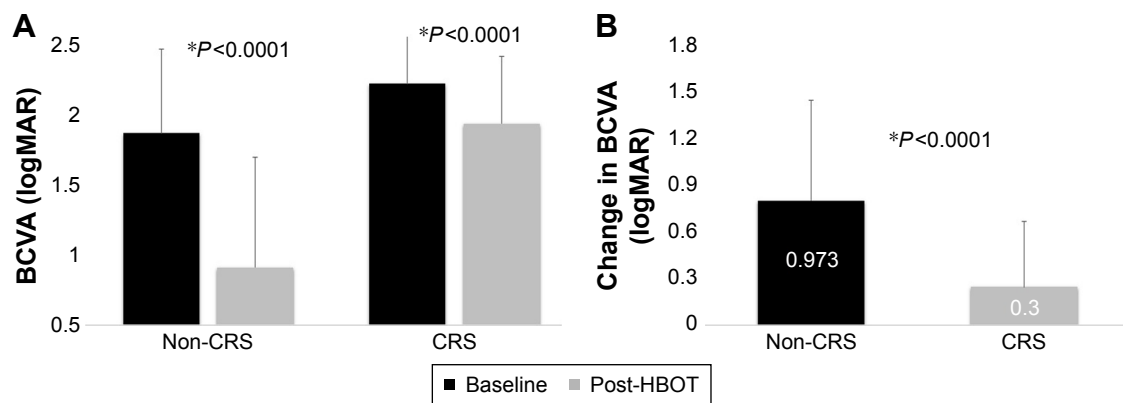 A
BCVA (logMAR)
2.5
2
1.5
1
0.5
*P<0.0001
*P<0.0001
Non-CRS
CRS
B
Change in BCVA
(logMAR)
1.8
1.5
1.2
0.9
0.6
0.3
0
*P<0.0001
0.973
0.3
Non-CRS
CRS
Baseline
Post-HBOT